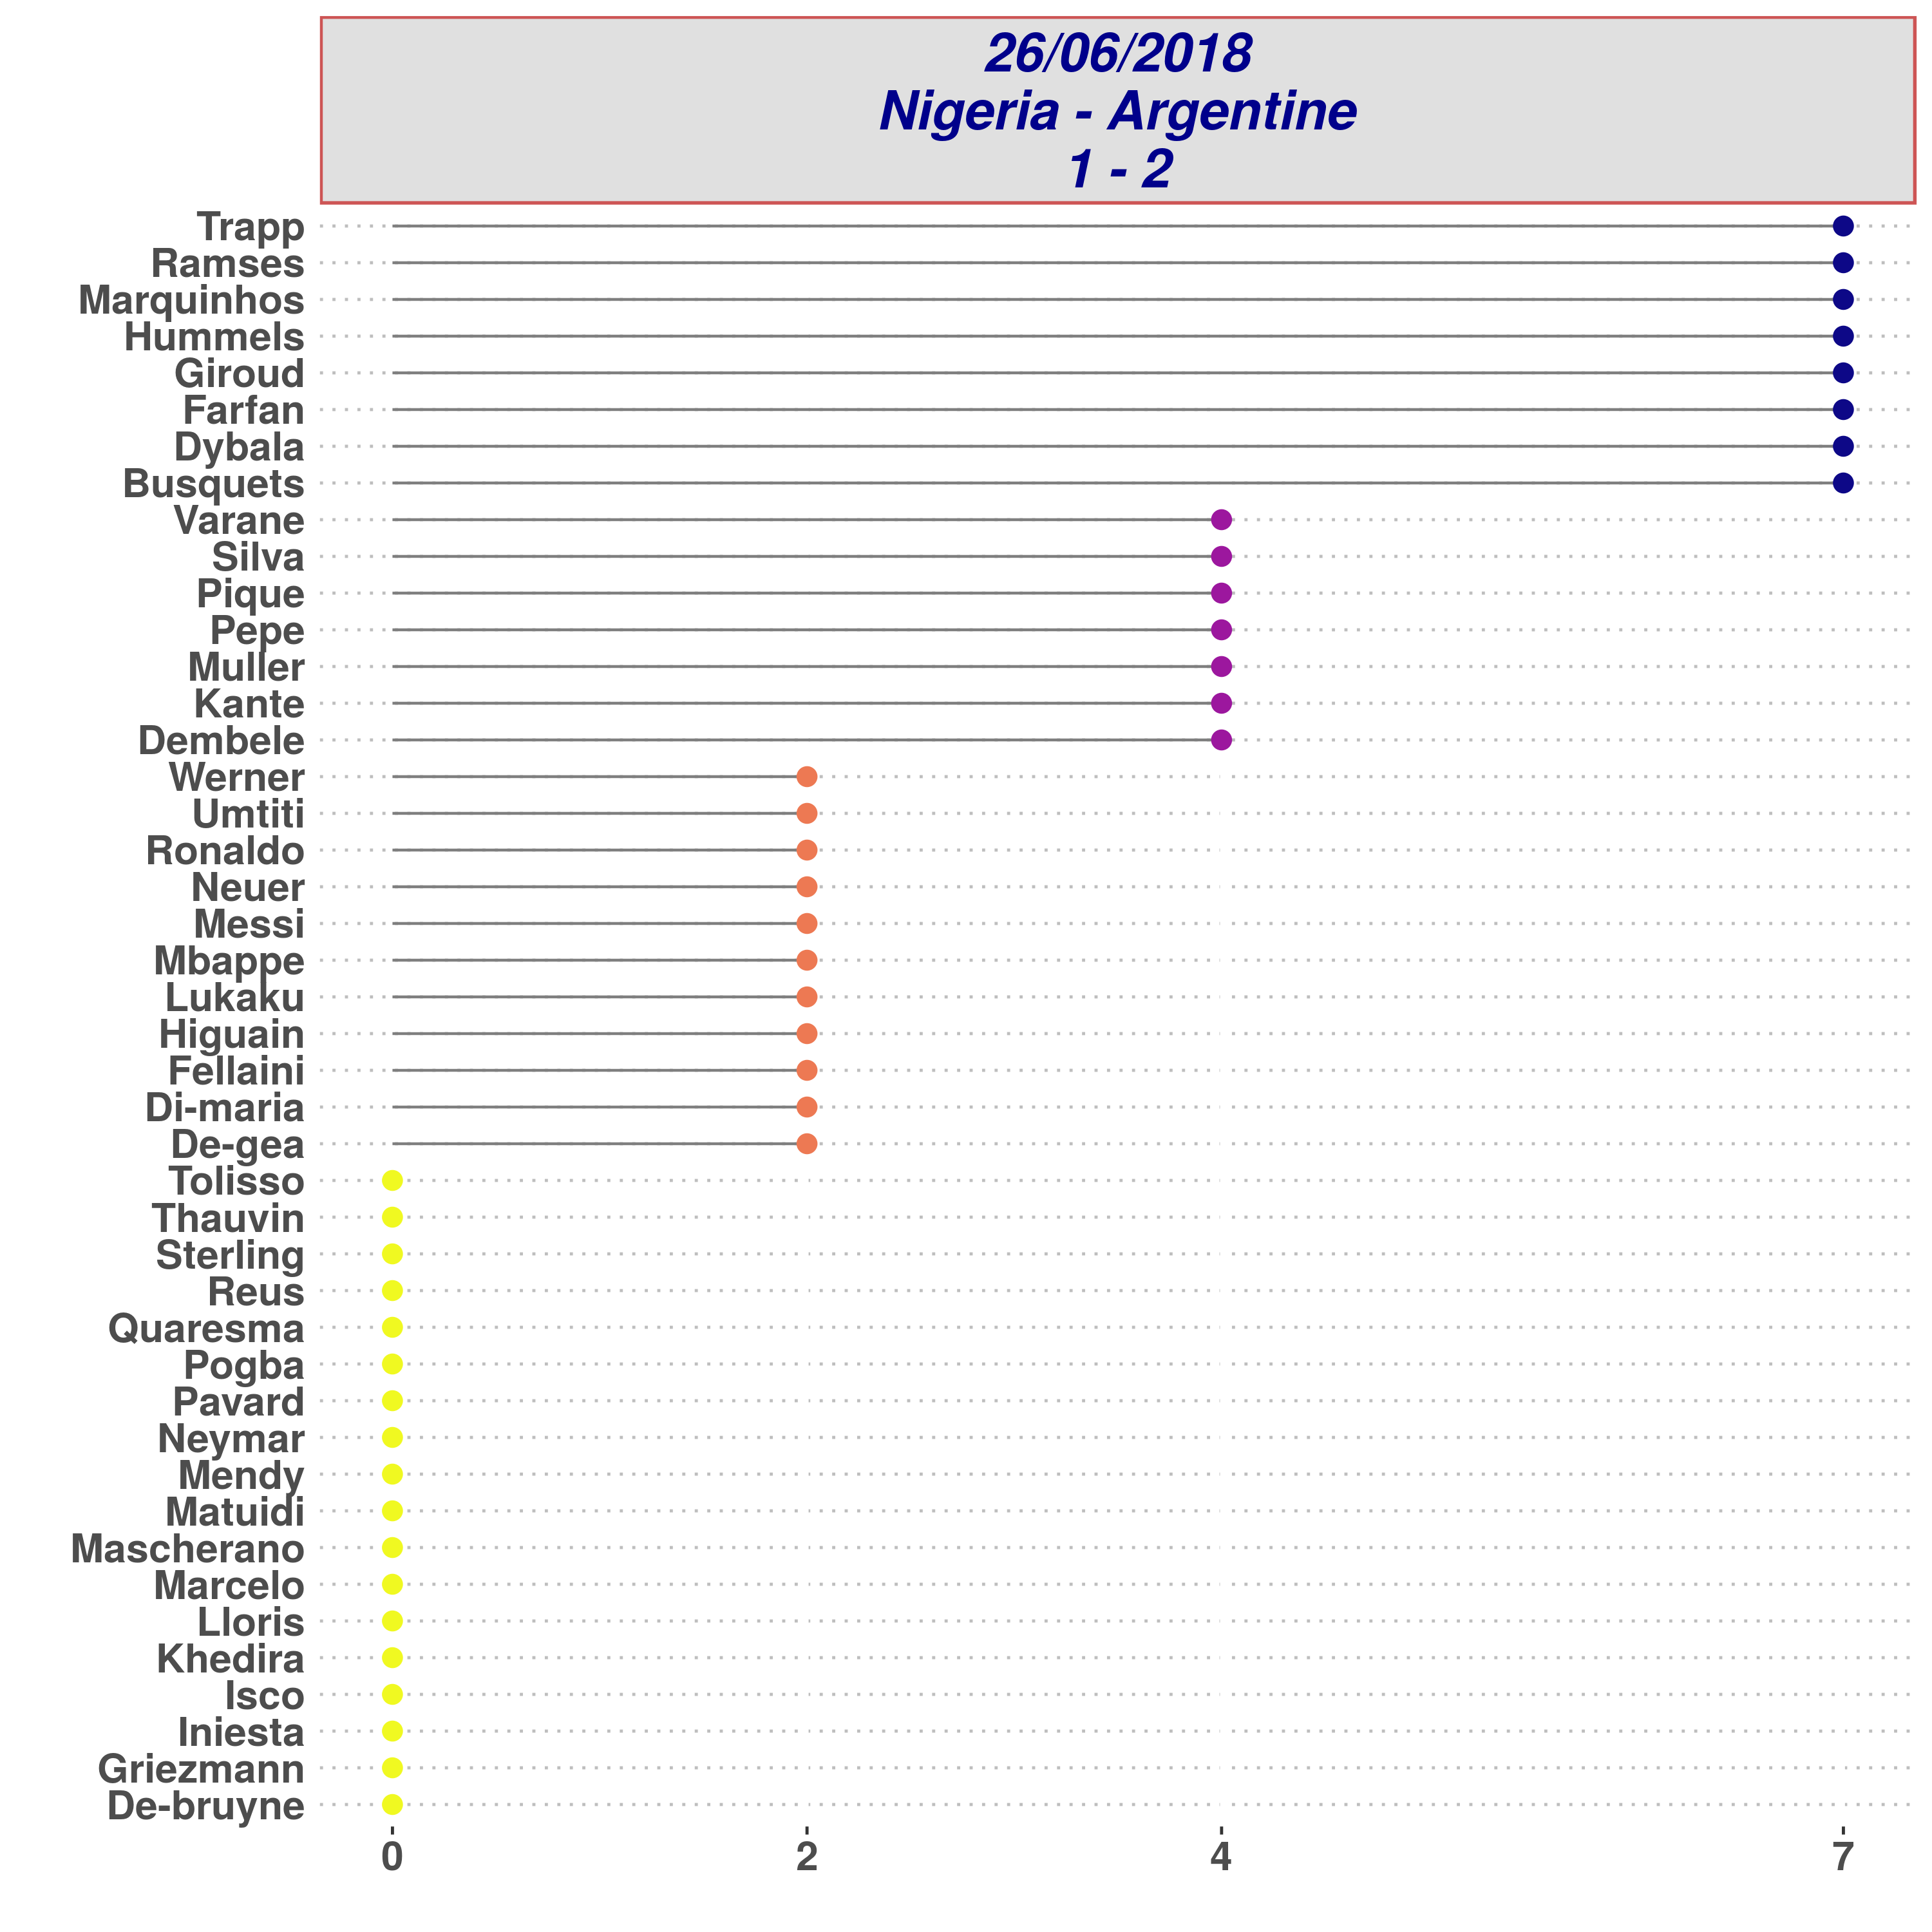 26/06/2018
Nigeria - Argentine
1 - 2
Trapp
Ramses
Marquinhos
Hummels
Giroud
Farfan
Dybala
Busquets
Varane
Silva
Pique
Pepe
Muller
Kante
Dembele
Werner
Umtiti
Ronaldo
Neuer
Messi
Mbappe
Lukaku
Higuain
Fellaini
Di-maria
De-gea
Tolisso
Thauvin
Sterling
Reus
Quaresma
Pogba
Pavard
Neymar
Mendy
Matuidi
Mascherano
Marcelo
Lloris
Khedira
Isco
Iniesta
Griezmann
De-bruyne
0 2 4 7